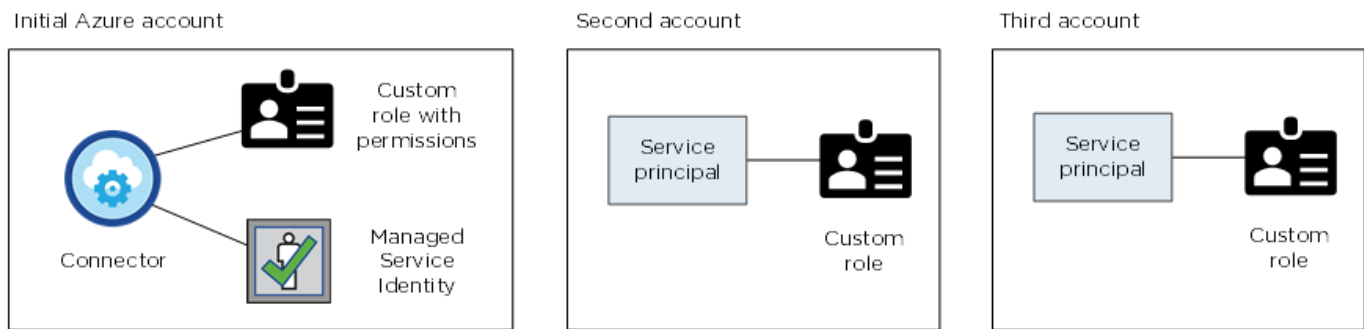 Initial Azure account
Second account
Third account
Custom
role with
permissions
Connector
Managed
Service
Identity
Service
principal
Custom
role
Service
principal
Custom
role